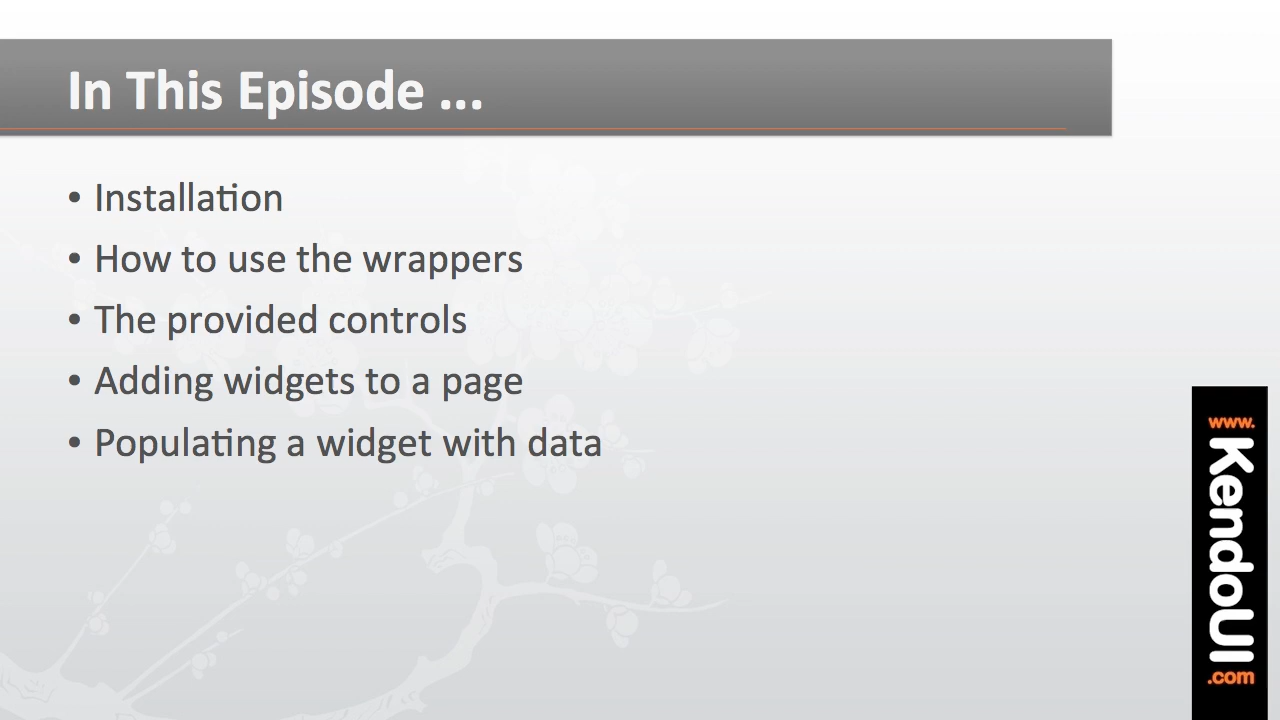 In This Episode ...
• Installation
• How to use the wrappers
• The provided controls
• Adding widgets to a page
• Populating a widget with data
www.
KendoUI
.com